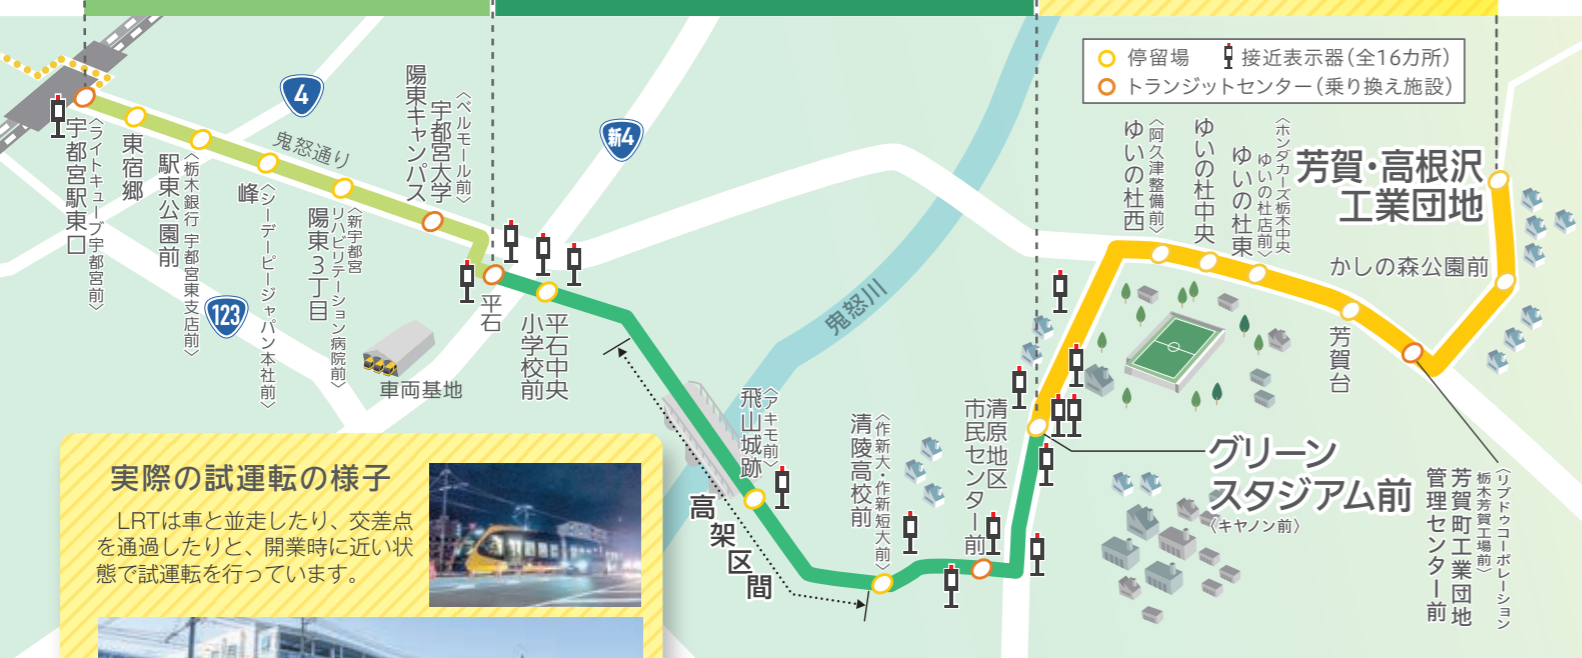 停留場
接近表示器(全16カ所)
トランジットセンター(乗り換え施設)
4
新4
123
鬼怒通り
宇都宮駅東口
〈ライトキューブ宇都宮前〉
東宿郷
駅東公園前
〈栃木銀行 宇都宮東支店前〉
峰
〈シーデーピージャパン本社前〉
陽東3丁目
〈新宇都宮
リハビリテーション病院前〉
宇都宮大学
陽東キャンパス
〈ベルモール前〉
平石
車両基地
平石中央
小学校前
鬼怒川
飛山城跡
〈アキモ前〉
高架区間
清陵高校前
〈作新大・作新短大前〉
清原地区
市民センター前
グリーン
スタジアム前
〈キヤノン前〉
ゆいの杜西
〈阿久津整備前〉
ゆいの杜中央
ゆいの杜東
〈ホンダカーズ栃木中央
ゆいの杜店前〉
芳賀台
芳賀町工業団地
管理センター前
〈リブドゥコーポレーション
栃木芳賀工場前〉
かしの森公園前
芳賀・高根沢
工業団地
実際の試運転の様子
LRTは車と並走したり、交差点
を通過したりと、開業時に近い状
態で試運転を行っています。